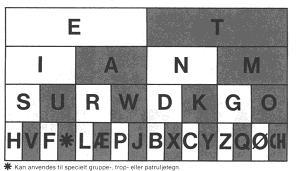 E T
I A N M
S U R W D K G O
H V F * L Æ P J B X C Y Z Q Ø CH
* Kan anvendes til specielt gruppe-, trop- eller patruljetegn.